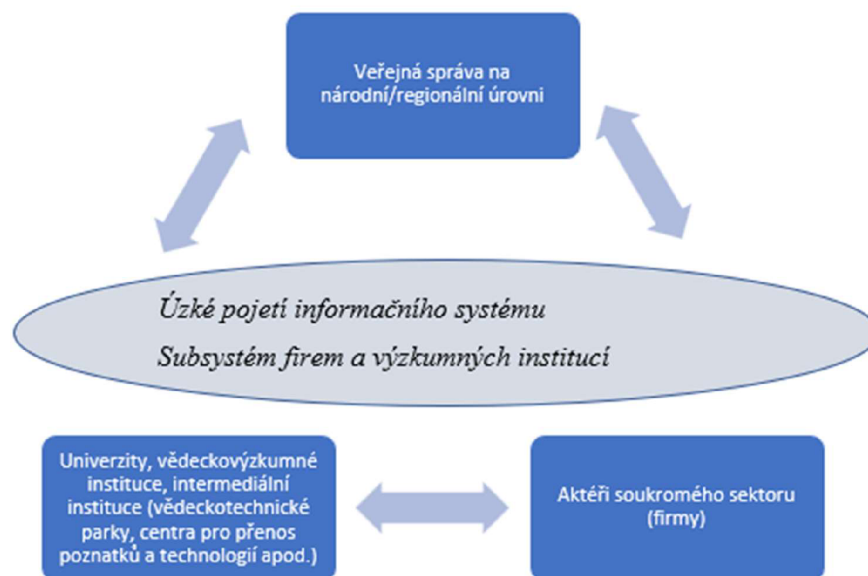 Veřejná správa na
národní/regionální úrovni
Úzké pojetí informačního systému
Subsystém firem a výzkumných institucí
Univerzity, vědeckovýzkumné
instituce, intermediální
instituce (vědeckotechnické
parky, centra pro přenos
poznatků a technologií apod.)
Aktéři soukromého sektoru
(firmy)